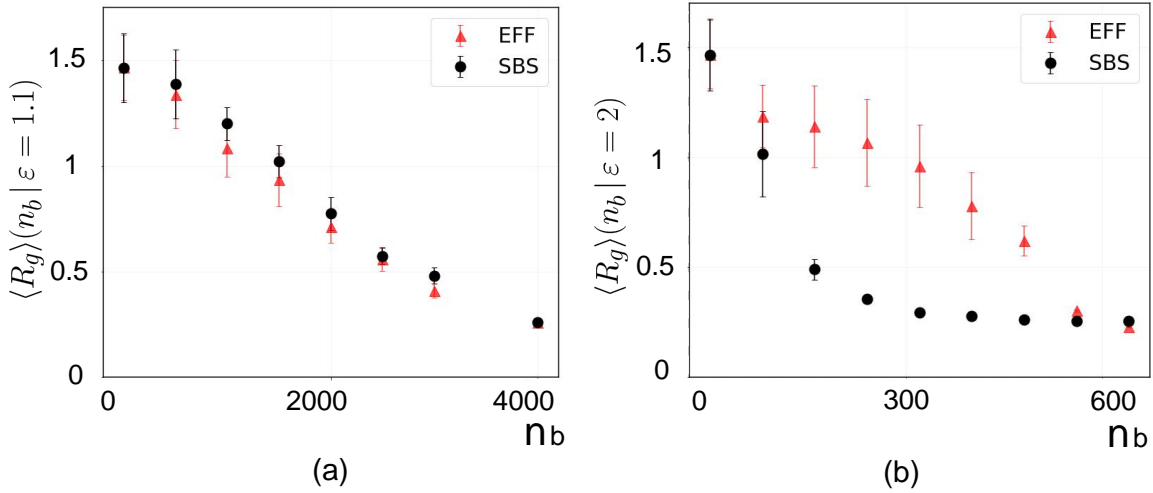 ⟨R_g⟩(n_b | ε = 1.1)
1.5
1
0.5
0
0
2000
4000
n_b
EFF
SBS
(a)
⟨R_g⟩(n_b | ε = 2)
1.5
1
0.5
0
0
300
600
n_b
EFF
SBS
(b)